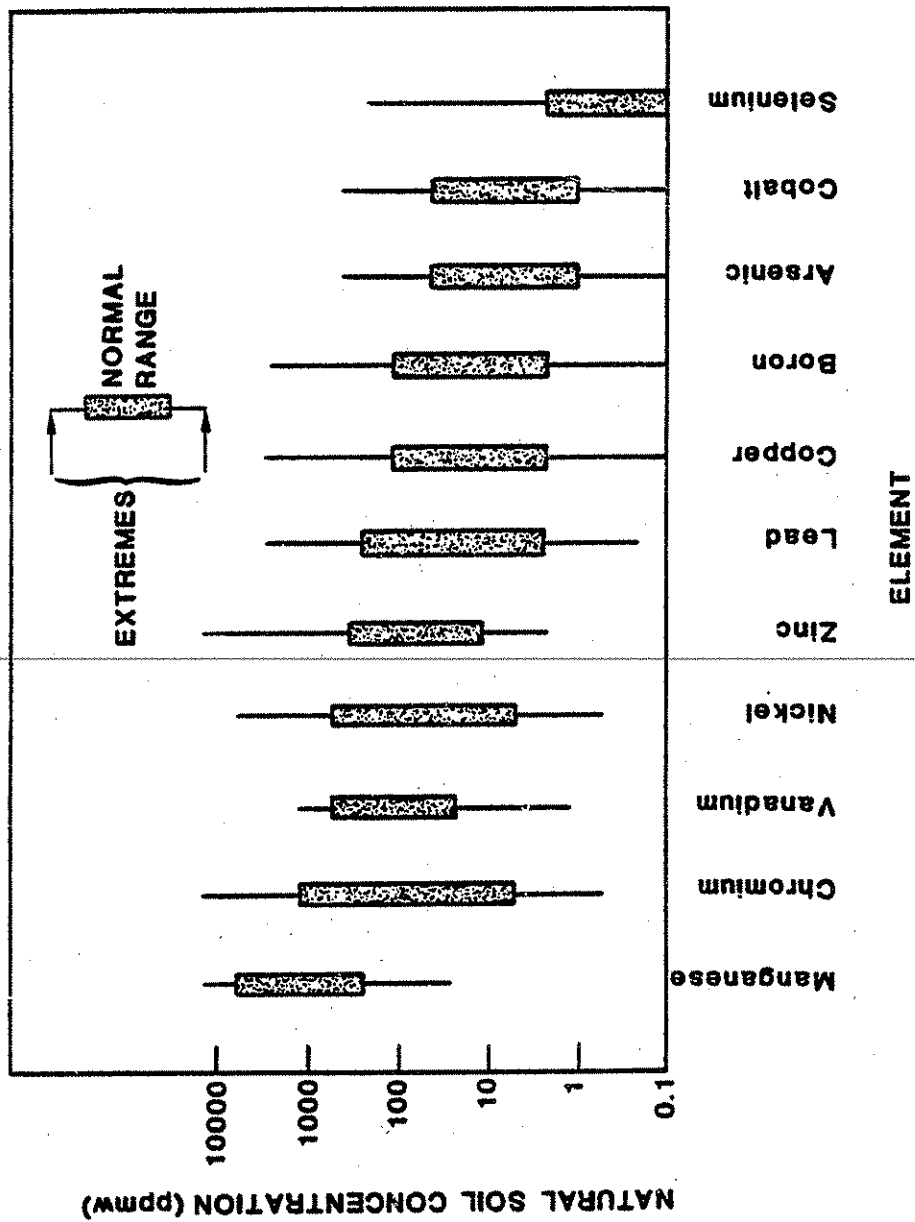 NATURAL SOIL CONCENTRATION (ppmw)
10000
1000
100
10
1
0.1
EXTREMES
NORMAL
RANGE
Manganese
Chromium
Vanadium
Nickel
Zinc
Lead
Copper
Boron
Arsenic
Cobalt
Selenium
ELEMENT